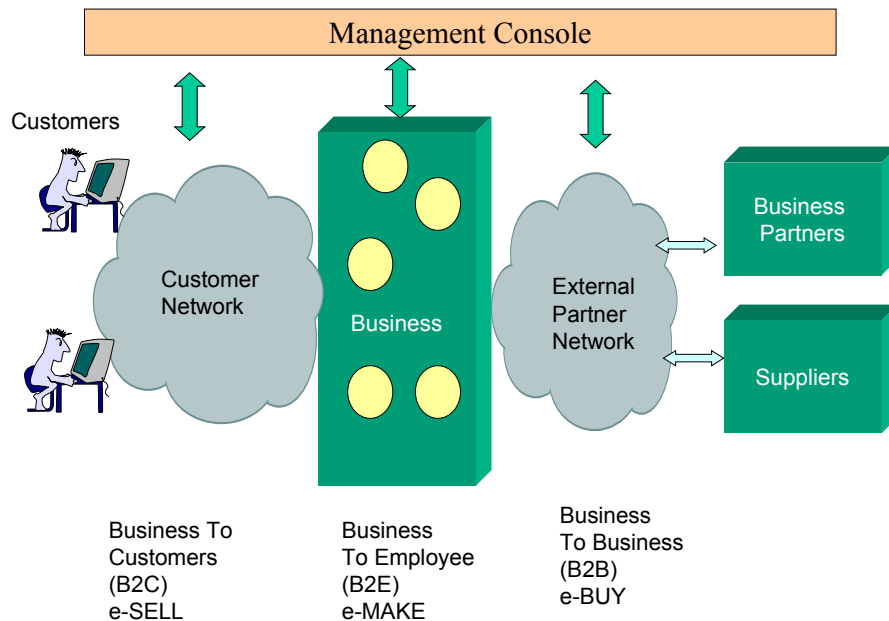 Management Console
Customers
Customer
Network
Business
External
Partner
Network
Business
Partners
Suppliers
Business To
Customers
(B2C)
e-SELL
Business
To Employee
(B2E)
e-MAKE
Business
To Business
(B2B)
e-BUY